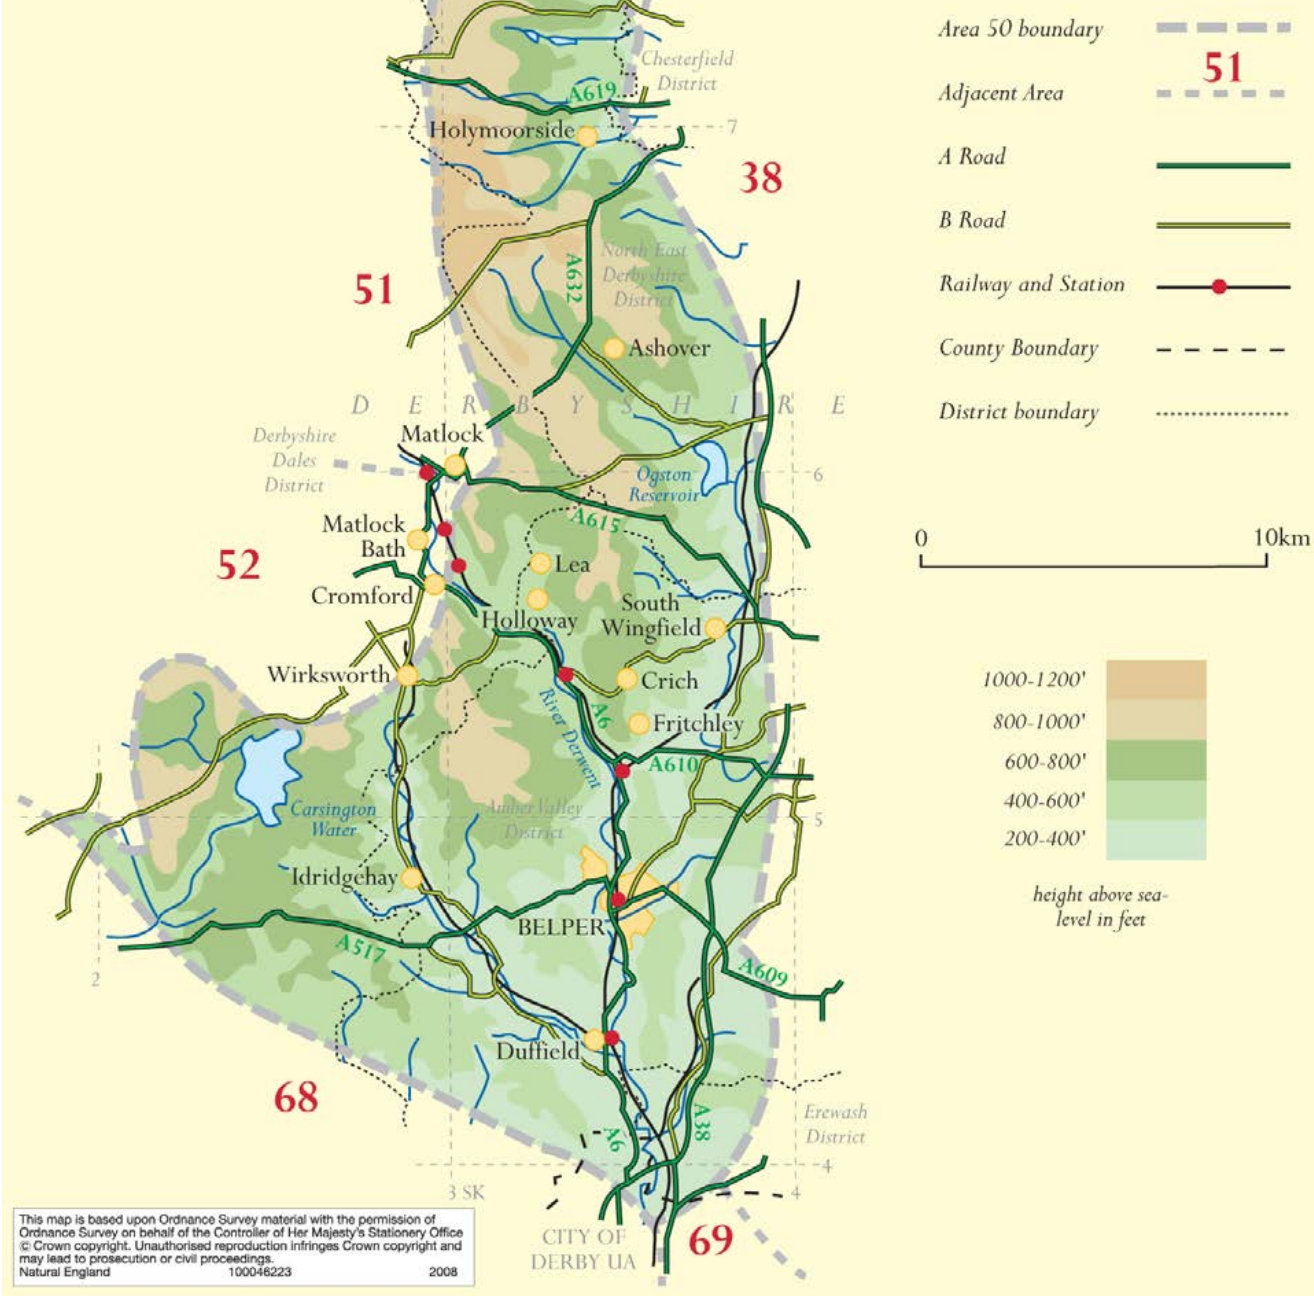 Area 50 boundary
51
Adjacent Area
A Road
B Road
Railway and Station
County Boundary
District boundary
0
10km
1000-1200'
800-1000'
600-800'
400-600'
200-400'
height above sea-
level in feet
Chesterfield
District
A619
7
Holymoorside
38
North East
Derbyshire
District
A632
51
Ashover
D E R B Y S H I R E
Matlock
Derbyshire
Dales
District
6
Ogston
Reservoir
A615
Matlock
Bath
52
Lea
Cromford
Holloway
South
Wingfield
Wirksworth
Crich
A6
River Derwent
Fritchley
A610
Carsington
Water
Amber Valley
District
5
Idridgehay
BELPER
A517
A609
2
Duffield
68
Erewash
District
A38
A6
4
3 SK
4
CITY OF
DERBY UA
69
This map is based upon Ordnance Survey material with the permission of
Ordnance Survey on behalf of the Controller of Her Majesty's Stationery Office
© Crown copyright. Unauthorised reproduction infringes Crown copyright and
may lead to prosecution or civil proceedings.
Natural England 100046223 2008